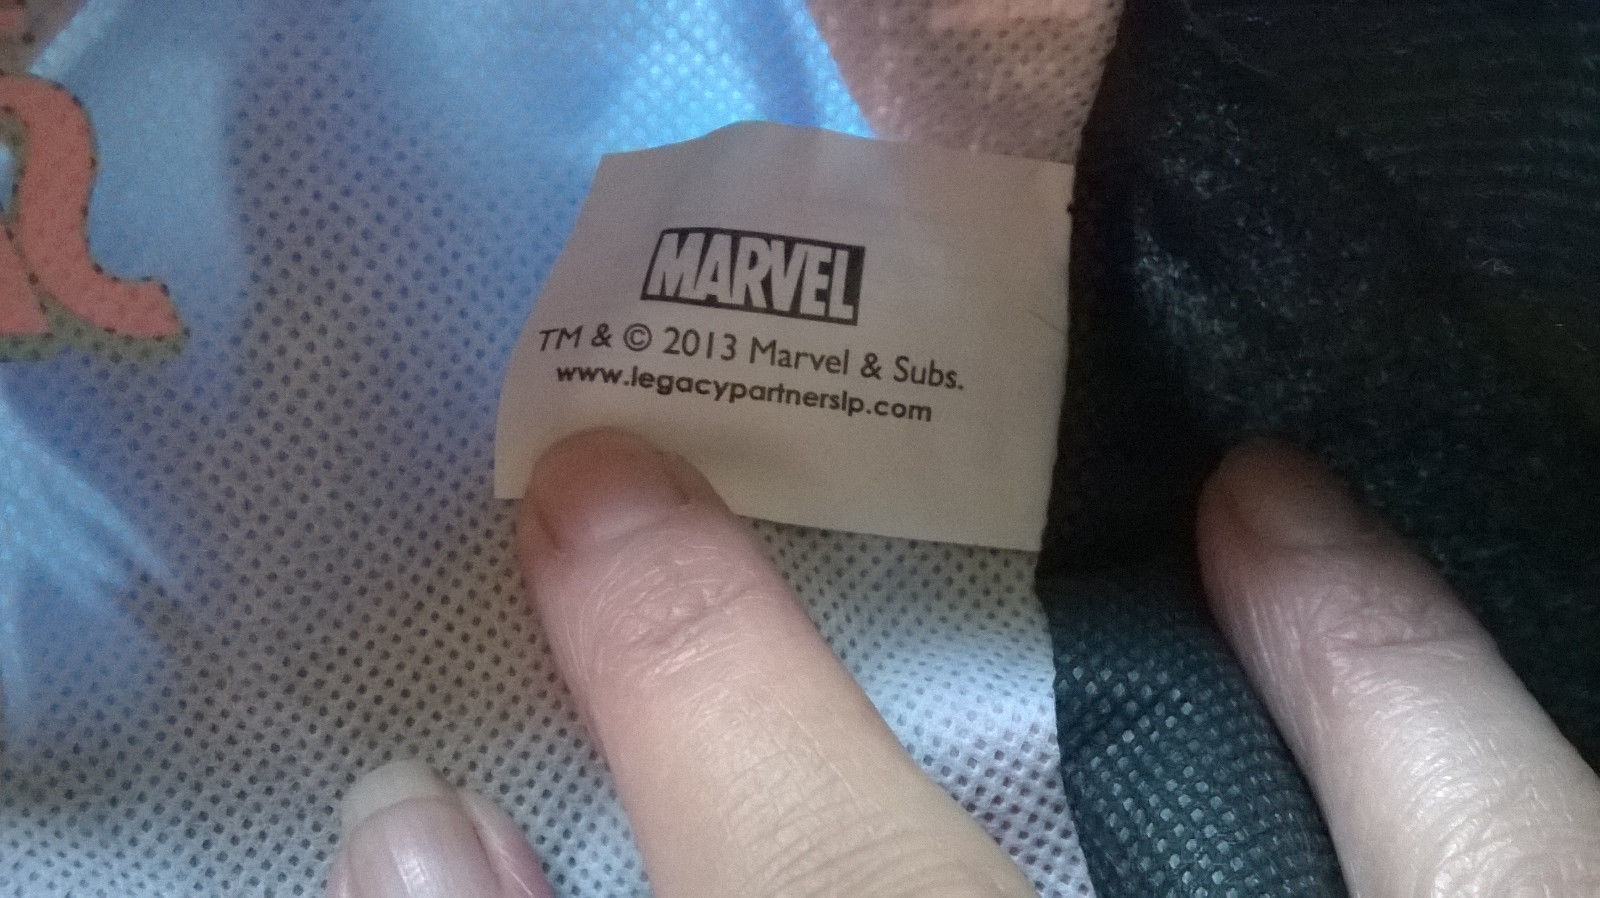 MARVEL
TM & © 2013 Marvel & Subs.
www.legacypartnerslp.com